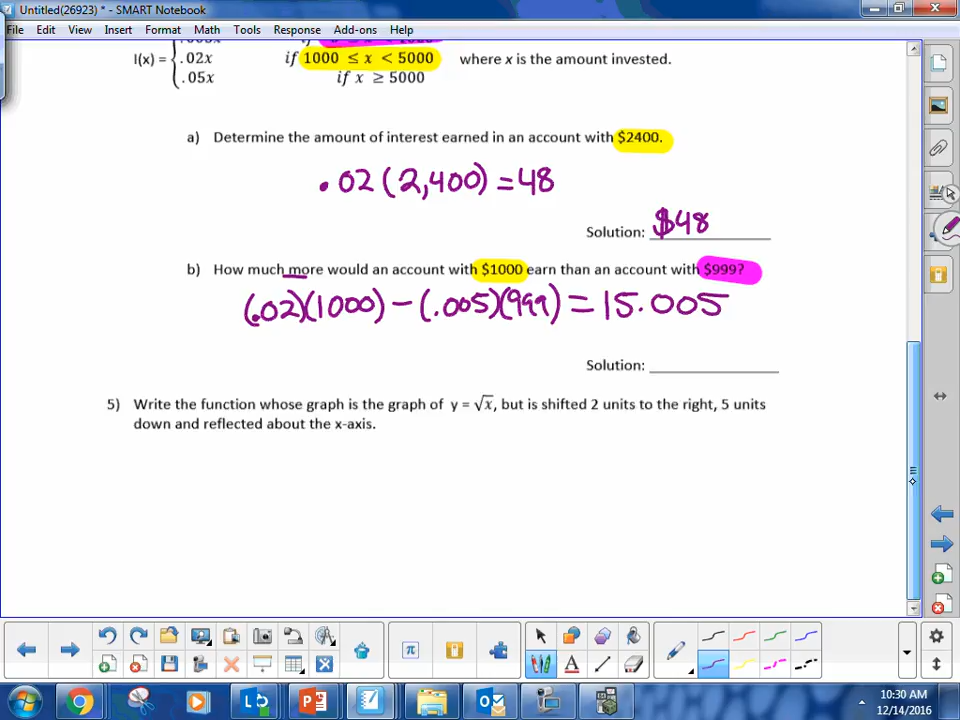 Untitled(26923) * - SMART Notebook
File Edit View Insert Format Math Tools Response Add-ons Help
I(x) = .02x if 1000 ≤ x < 5000 where x is the amount invested.
.05x if x ≥ 5000
a) Determine the amount of interest earned in an account with $2400.
.02(2,400)=48
Solution: $48
b) How much more would an account with $1000 earn than an account with $999?
(.02)(1000) - (.005)(999) = 15.005
Solution:
5) Write the function whose graph is the graph of y = √x, but is shifted 2 units to the right, 5 units
down and reflected about the x-axis.
10:30 AM
12/14/2016